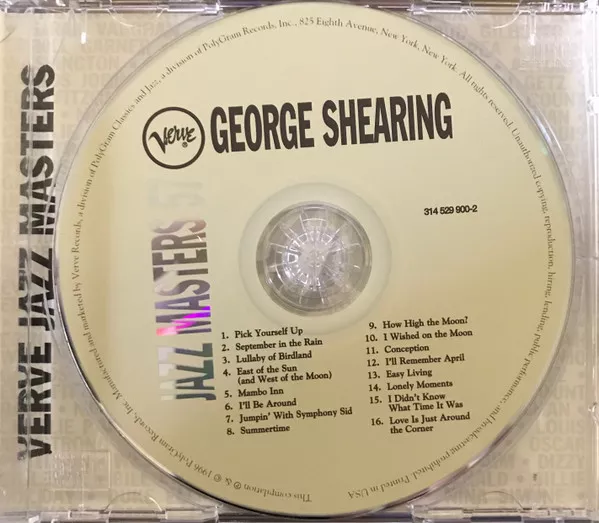 VERVE JAZZ MASTERS
Manufactured and marketed by Verve Records, a division of PolyGram Classics and Jazz, a division of PolyGram Records, Inc., 825 Eighth Avenue, New York, New York. All rights reserved. Unauthorized copying, reproduction, hiring, lending, public performance, and broadcasting prohibited. Printed in USA
This compilation ℗ & © 1996 PolyGram Records, Inc.
Verve®
GEORGE SHEARING
JAZZ MASTERS 57
314 529 900-2
1. Pick Yourself Up
2. September in the Rain
3. Lullaby of Birdland
4. East of the Sun
(and West of the Moon)
5. Mambo Inn
6. I'll Be Around
7. Jumpin' With Symphony Sid
8. Summertime
9. How High the Moon?
10. I Wished on the Moon
11. Conception
12. I'll Remember April
13. Easy Living
14. Lonely Moments
15. I Didn't Know
What Time It Was
16. Love Is Just Around
the Corner